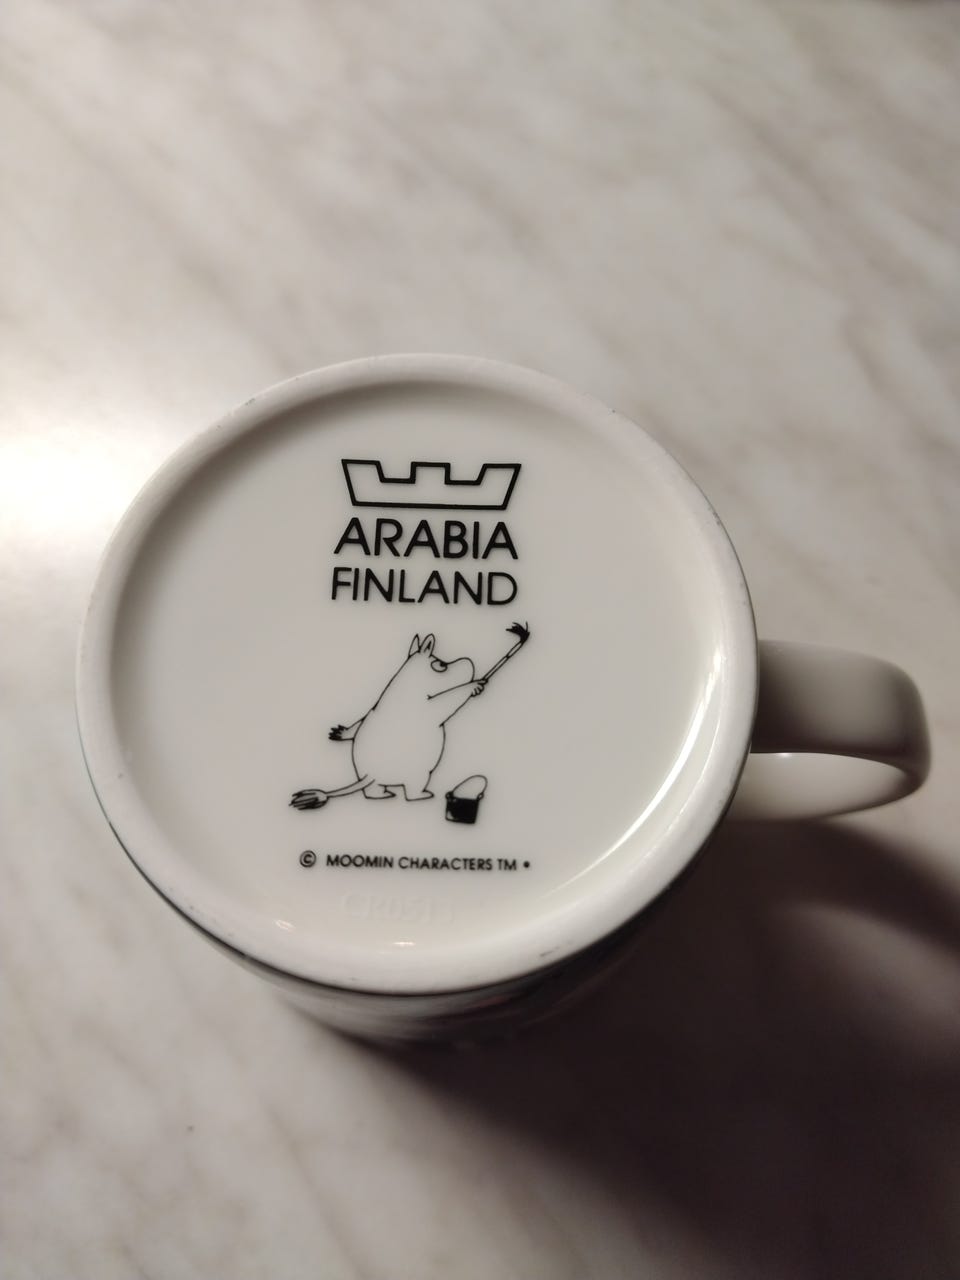 ARABIA
FINLAND
© MOOMIN CHARACTERS TM •